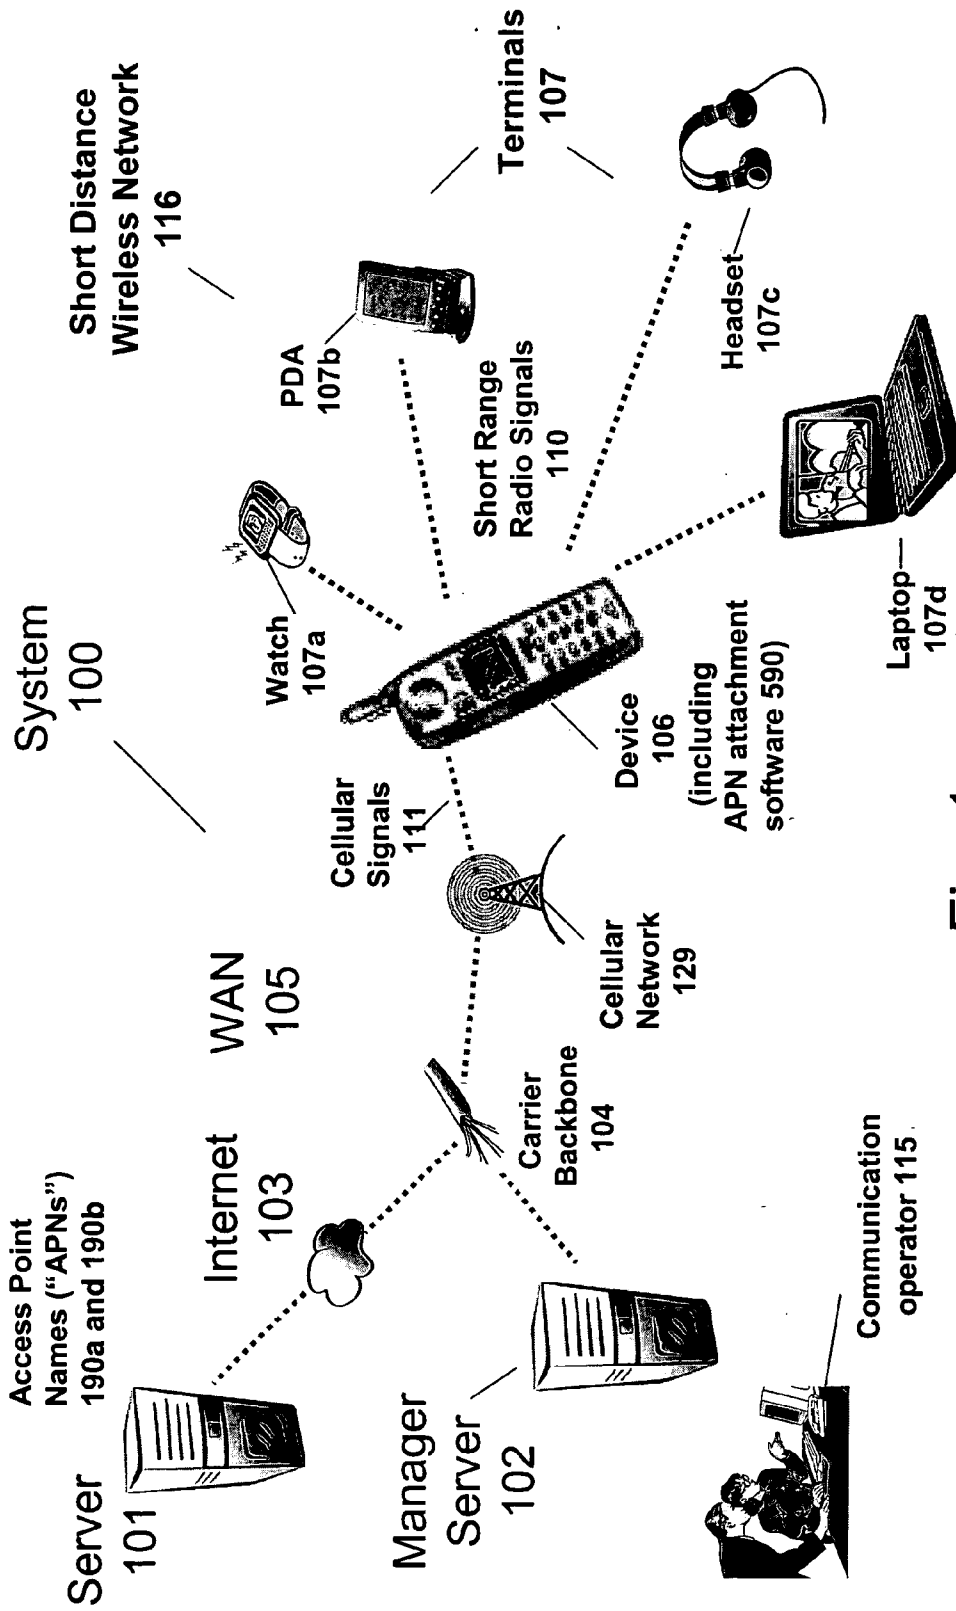 System
100
Short Distance
Wireless Network
116
Access Point
Names (“APNs”)
190a and 190b
Server
101
Internet
103
WAN
105
Cellular
Signals
111
Watch
107a
PDA
107b
Terminals
107
Short Range
Radio Signals
110
Manager
Server
102
Carrier
Backbone
104
Cellular
Network
129
Device
106
(including
APN attachment
software 590)
Headset
107c
Laptop
107d
Communication
operator 115